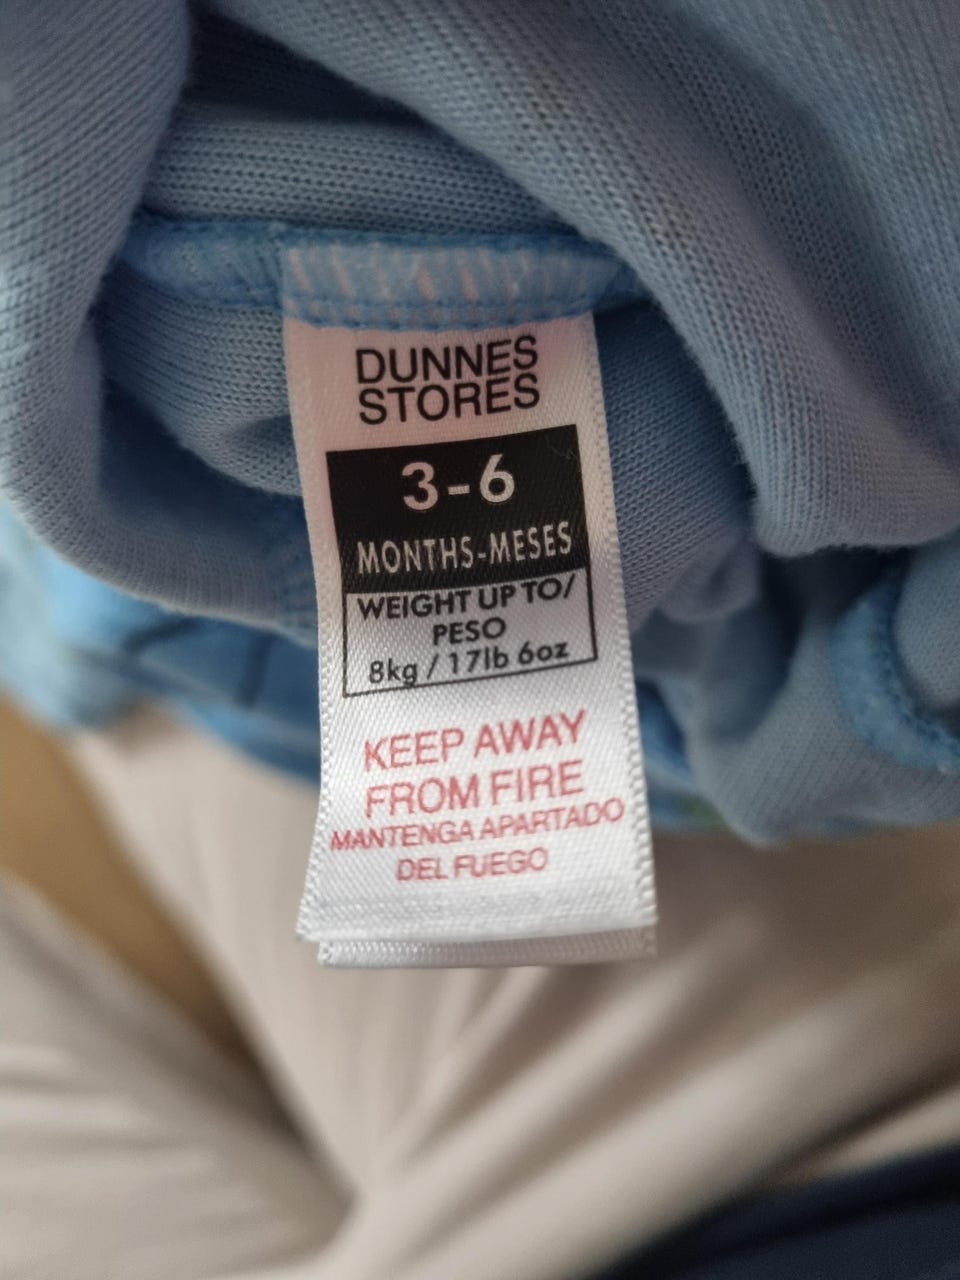 DUNNES
STORES
3-6
MONTHS-MESES
WEIGHT UP TO/
PESO
8kg / 17lb 6oz
KEEP AWAY
FROM FIRE
MANTENGA APARTADO
DEL FUEGO